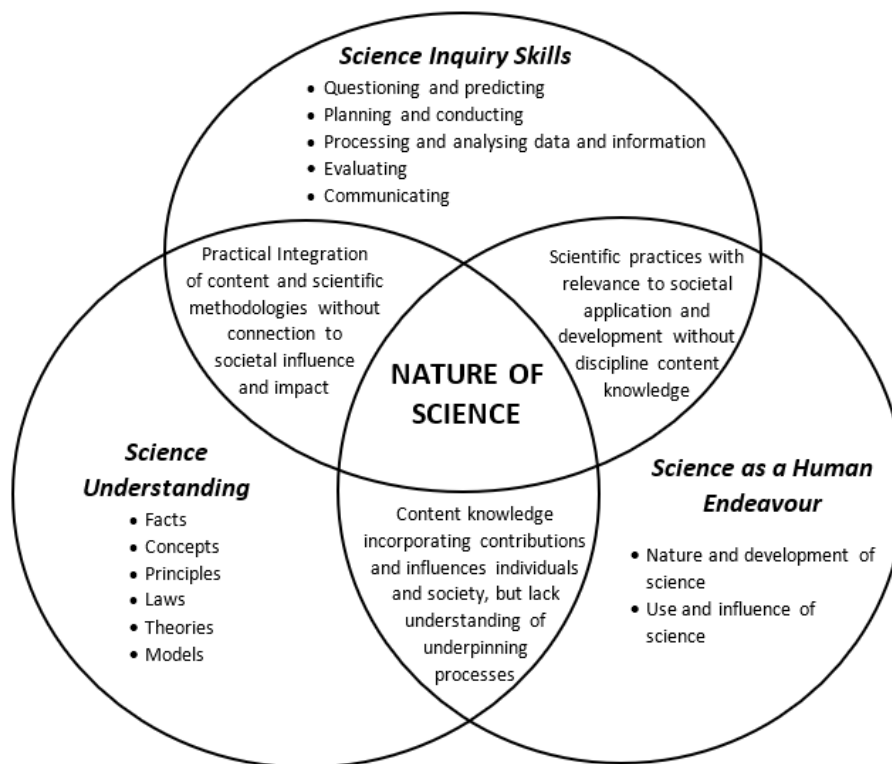 Science Inquiry Skills
• Questioning and predicting
• Planning and conducting
• Processing and analysing data and information
• Evaluating
• Communicating
Practical Integration
of content and scientific
methodologies without
connection to
societal influence
and impact
Scientific practices with
relevance to societal
application and
development without
discipline content
knowledge
NATURE OF
SCIENCE
Science
Understanding
• Facts
• Concepts
• Principles
• Laws
• Theories
• Models
Content knowledge
incorporating contributions
and influences individuals
and society, but lack
understanding of
underpinning
processes
Science as a Human
Endeavour
• Nature and development of
science
• Use and influence of
science